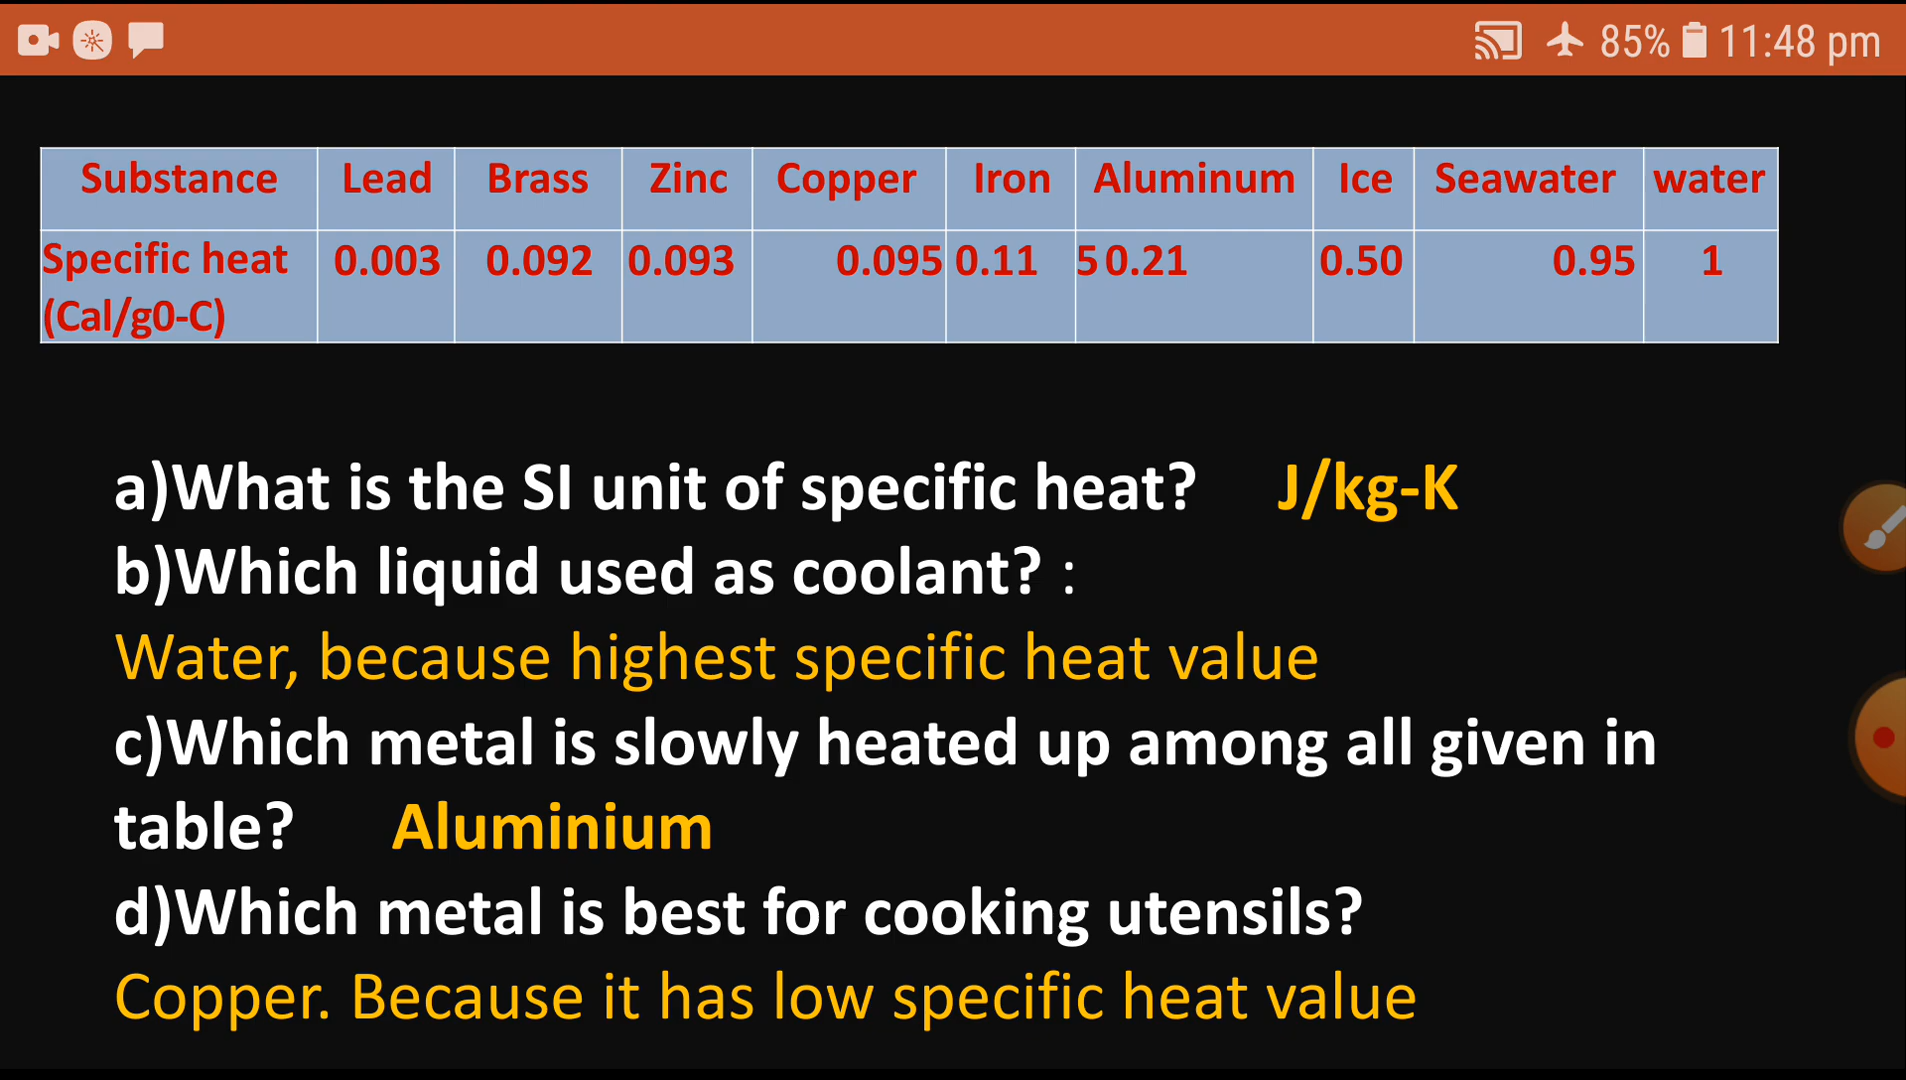 85% 11:48 pm
Substance Lead Brass Zinc Copper Iron Aluminum Ice Seawater water
Specific heat 0.003 0.092 0.093 0.095 0.11 5 0.21 0.50 0.95 1
(Cal/g0-C)
a)What is the SI unit of specific heat? J/kg-K
b)Which liquid used as coolant? :
Water, because highest specific heat value
c)Which metal is slowly heated up among all given in
table? Aluminium
d)Which metal is best for cooking utensils?
Copper. Because it has low specific heat value